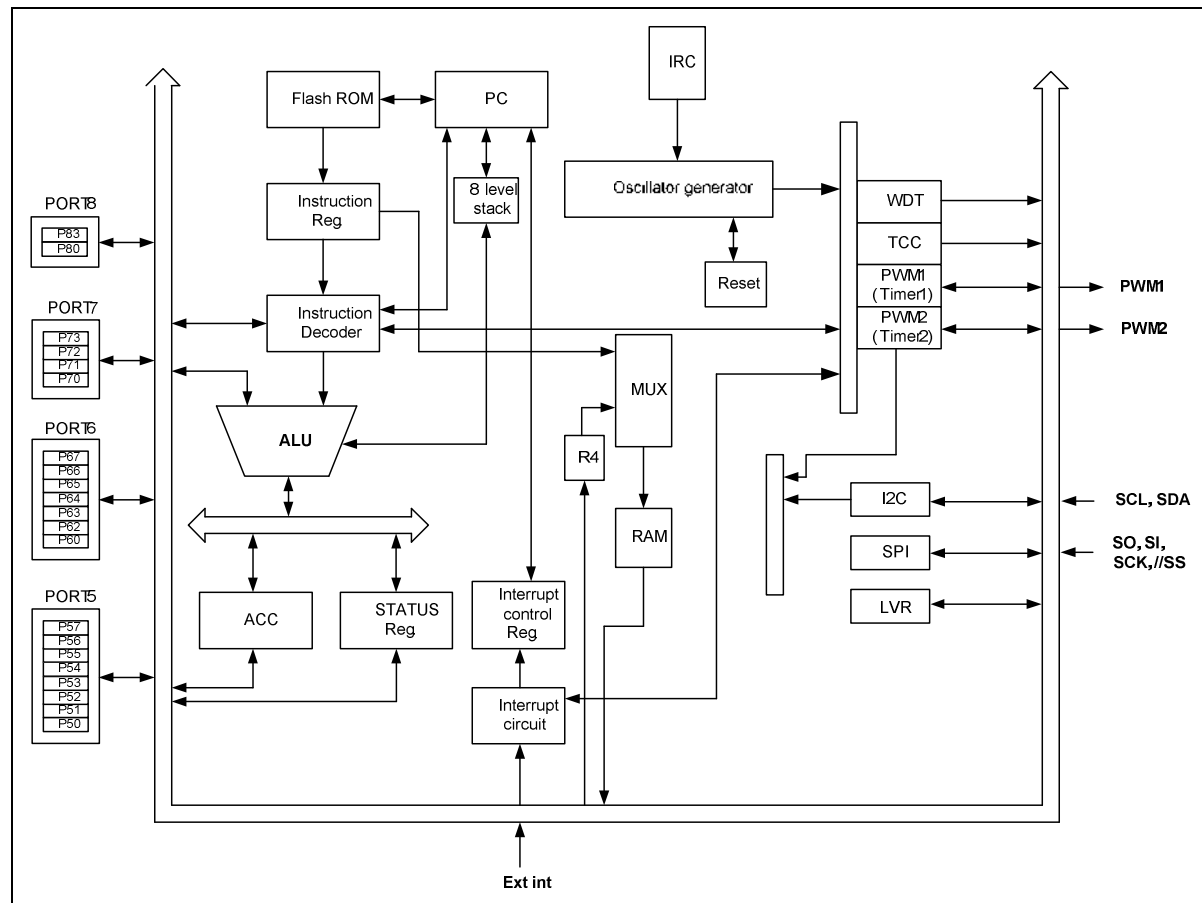 IRC
Flash ROM
PC
Oscillator generator
8 level
stack
Instruction
Reg.
WDT
TCC
PWM1
(Timer1)
PWM2
(Timer2)
PWM1
PWM2
Reset
PORT8
P83
P80
PORT7
P73
P72
P71
P70
Instruction
Decoder
MUX
ALU
R4
RAM
PORT6
P67
P66
P65
P64
P63
P62
P60
I2C
SPI
LVR
SCL, SDA
SO, SI,
SCK,//SS
PORT5
P57
P56
P55
P54
P53
P52
P51
P50
ACC
STATUS
Reg.
Interrupt
control
Reg.
Interrupt
circuit
Ext int